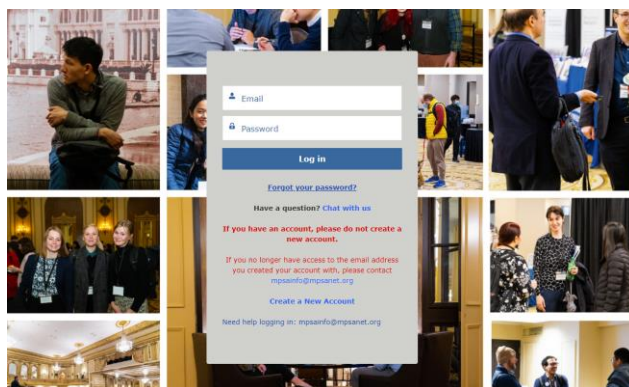 Email
Password
Log in
Forgot your password?
Have a question? Chat with us
If you have an account, please do not create a
new account.
If you no longer have access to the email address
you created your account with, please contact
mpsainfo@mpsanet.org
Create a New Account
Need help logging in: mpsainfo@mpsanet.org